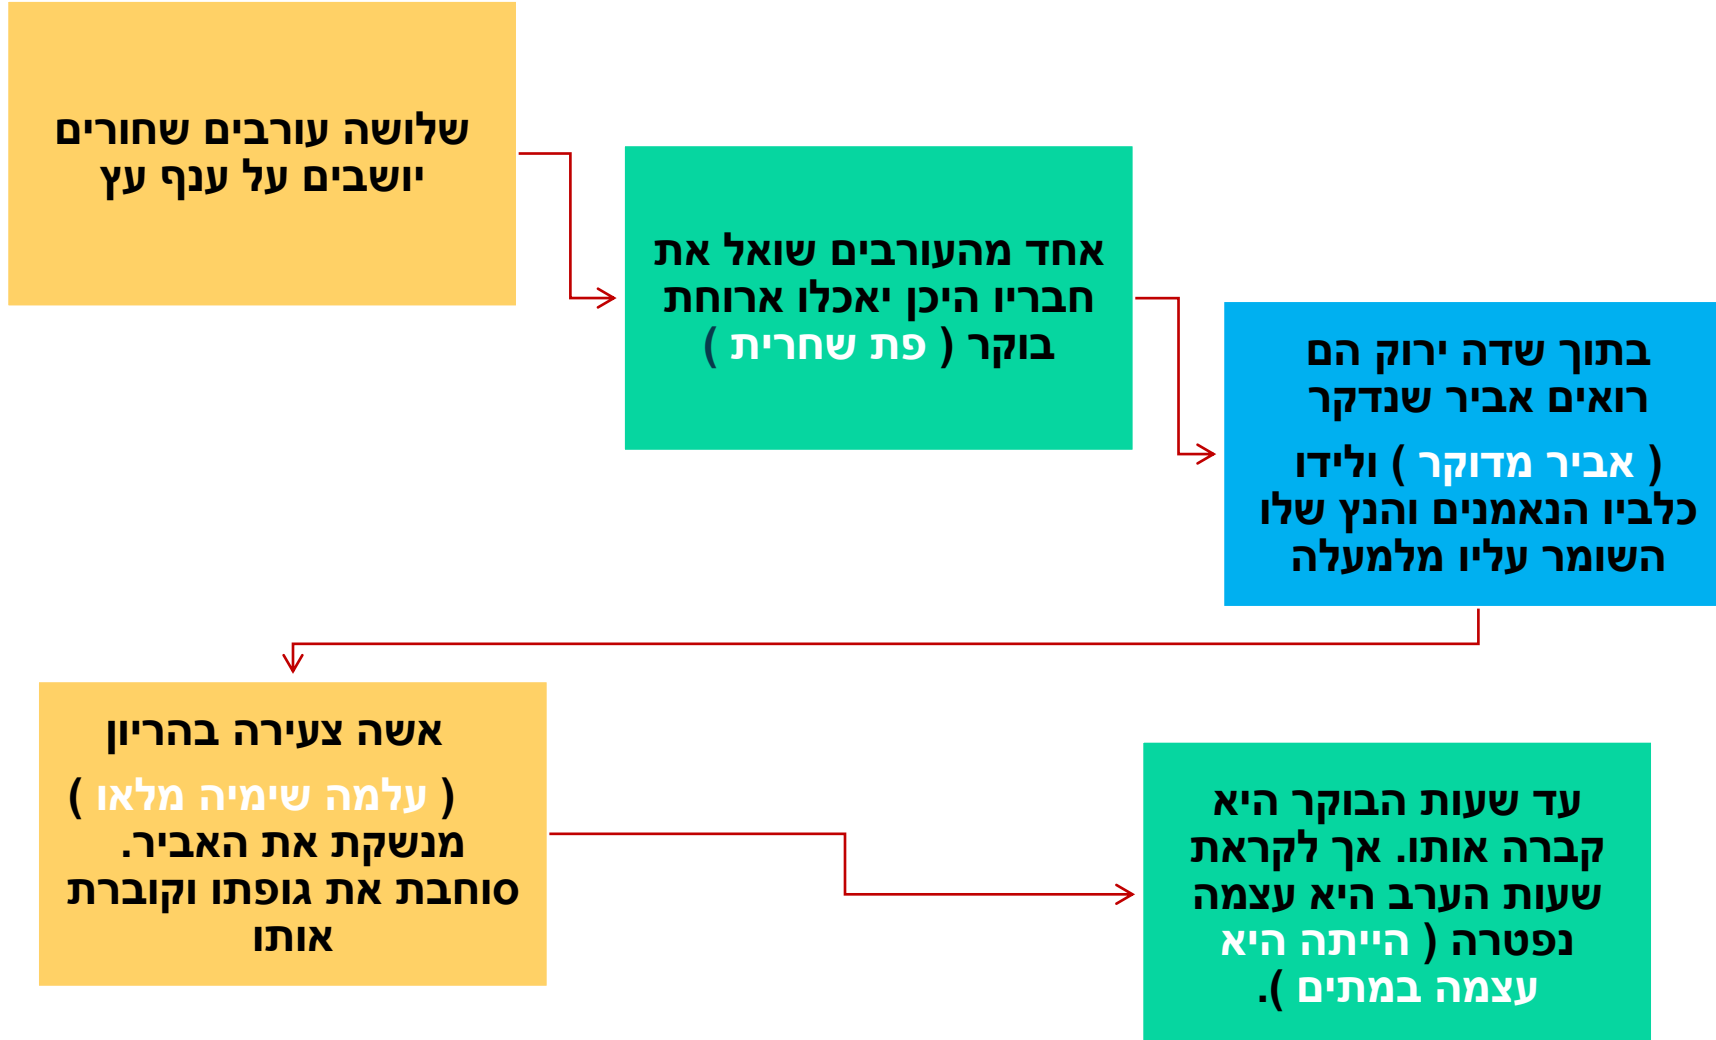 שלושה עורבים שחורים
יושבים על ענף עץ
אחד מהעורבים שואל את
חבריו היכן יאכלו ארוחת
בוקר ( פת שחרית )
בתוך שדה ירוק הם
רואים אביר שנדקר
( אביר מדוקר ) ולידו
כלביו הנאמנים והנץ שלו
השומר עליו מלמעלה
אשה צעירה בהריון
( עלמה שימיה מלאו )
מנשקת את האביר.
סוחבת את גופתו וקוברת
אותו
עד שעות הבוקר היא
קברה אותו. אך לקראת
שעות הערב היא עצמה
נפטרה ( הייתה היא
עצמה במתים ).